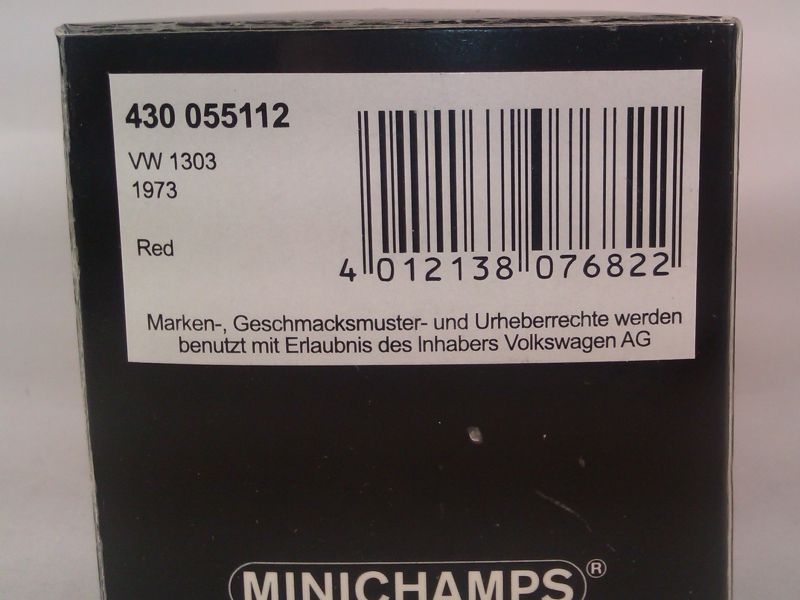 430 055112
VW 1303
1973
Red
4 012138 076822
Marken-, Geschmacksmuster- und Urheberrechte werden
benutzt mit Erlaubnis des Inhabers Volkswagen AG
MINICHAMPS®